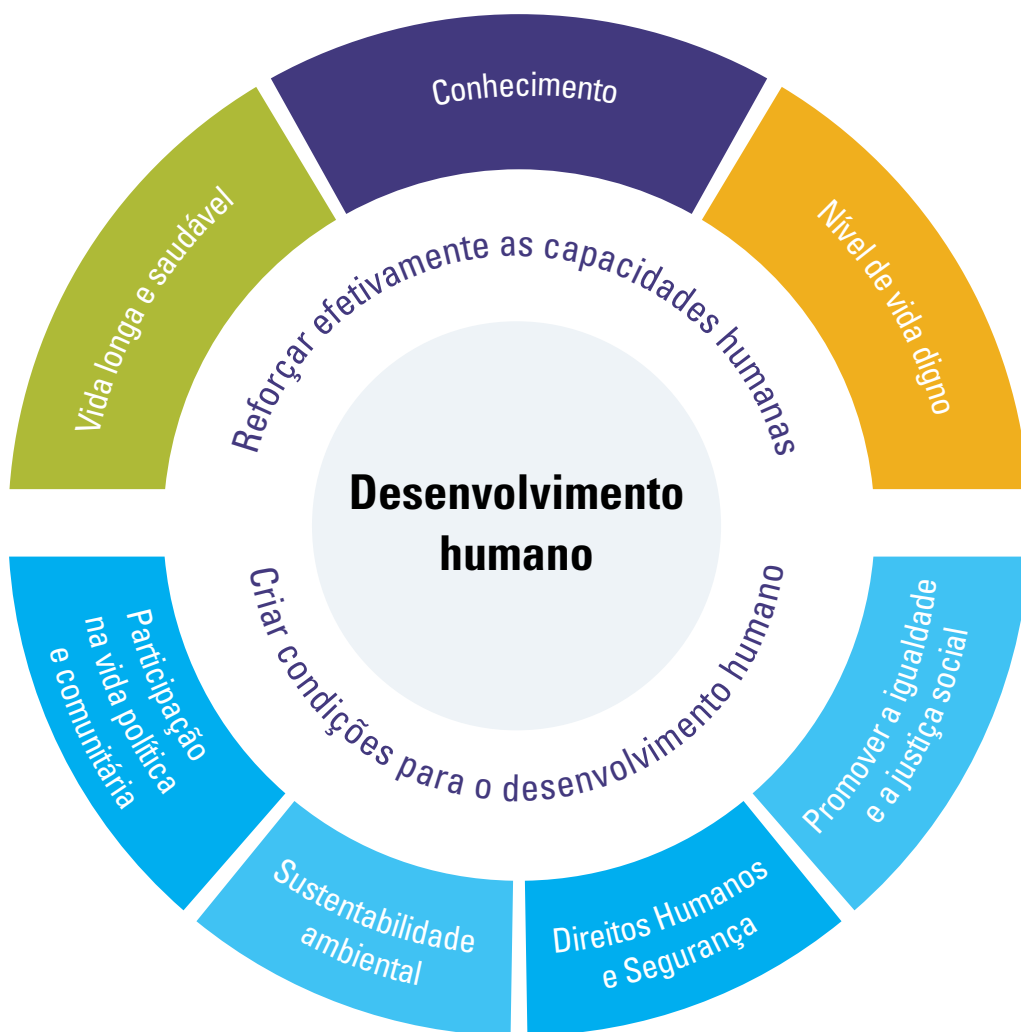 Conhecimento
Vida longa e saudável
Nível de vida digno
Reforçar efetivamente as capacidades humanas
Desenvolvimento
humano
Criar condições para o desenvolvimento humano
Participação
na vida política
e comunitária
Sustentabilidade
ambiental
Direitos Humanos
e Segurança
Promover a igualdade
e a justiça social